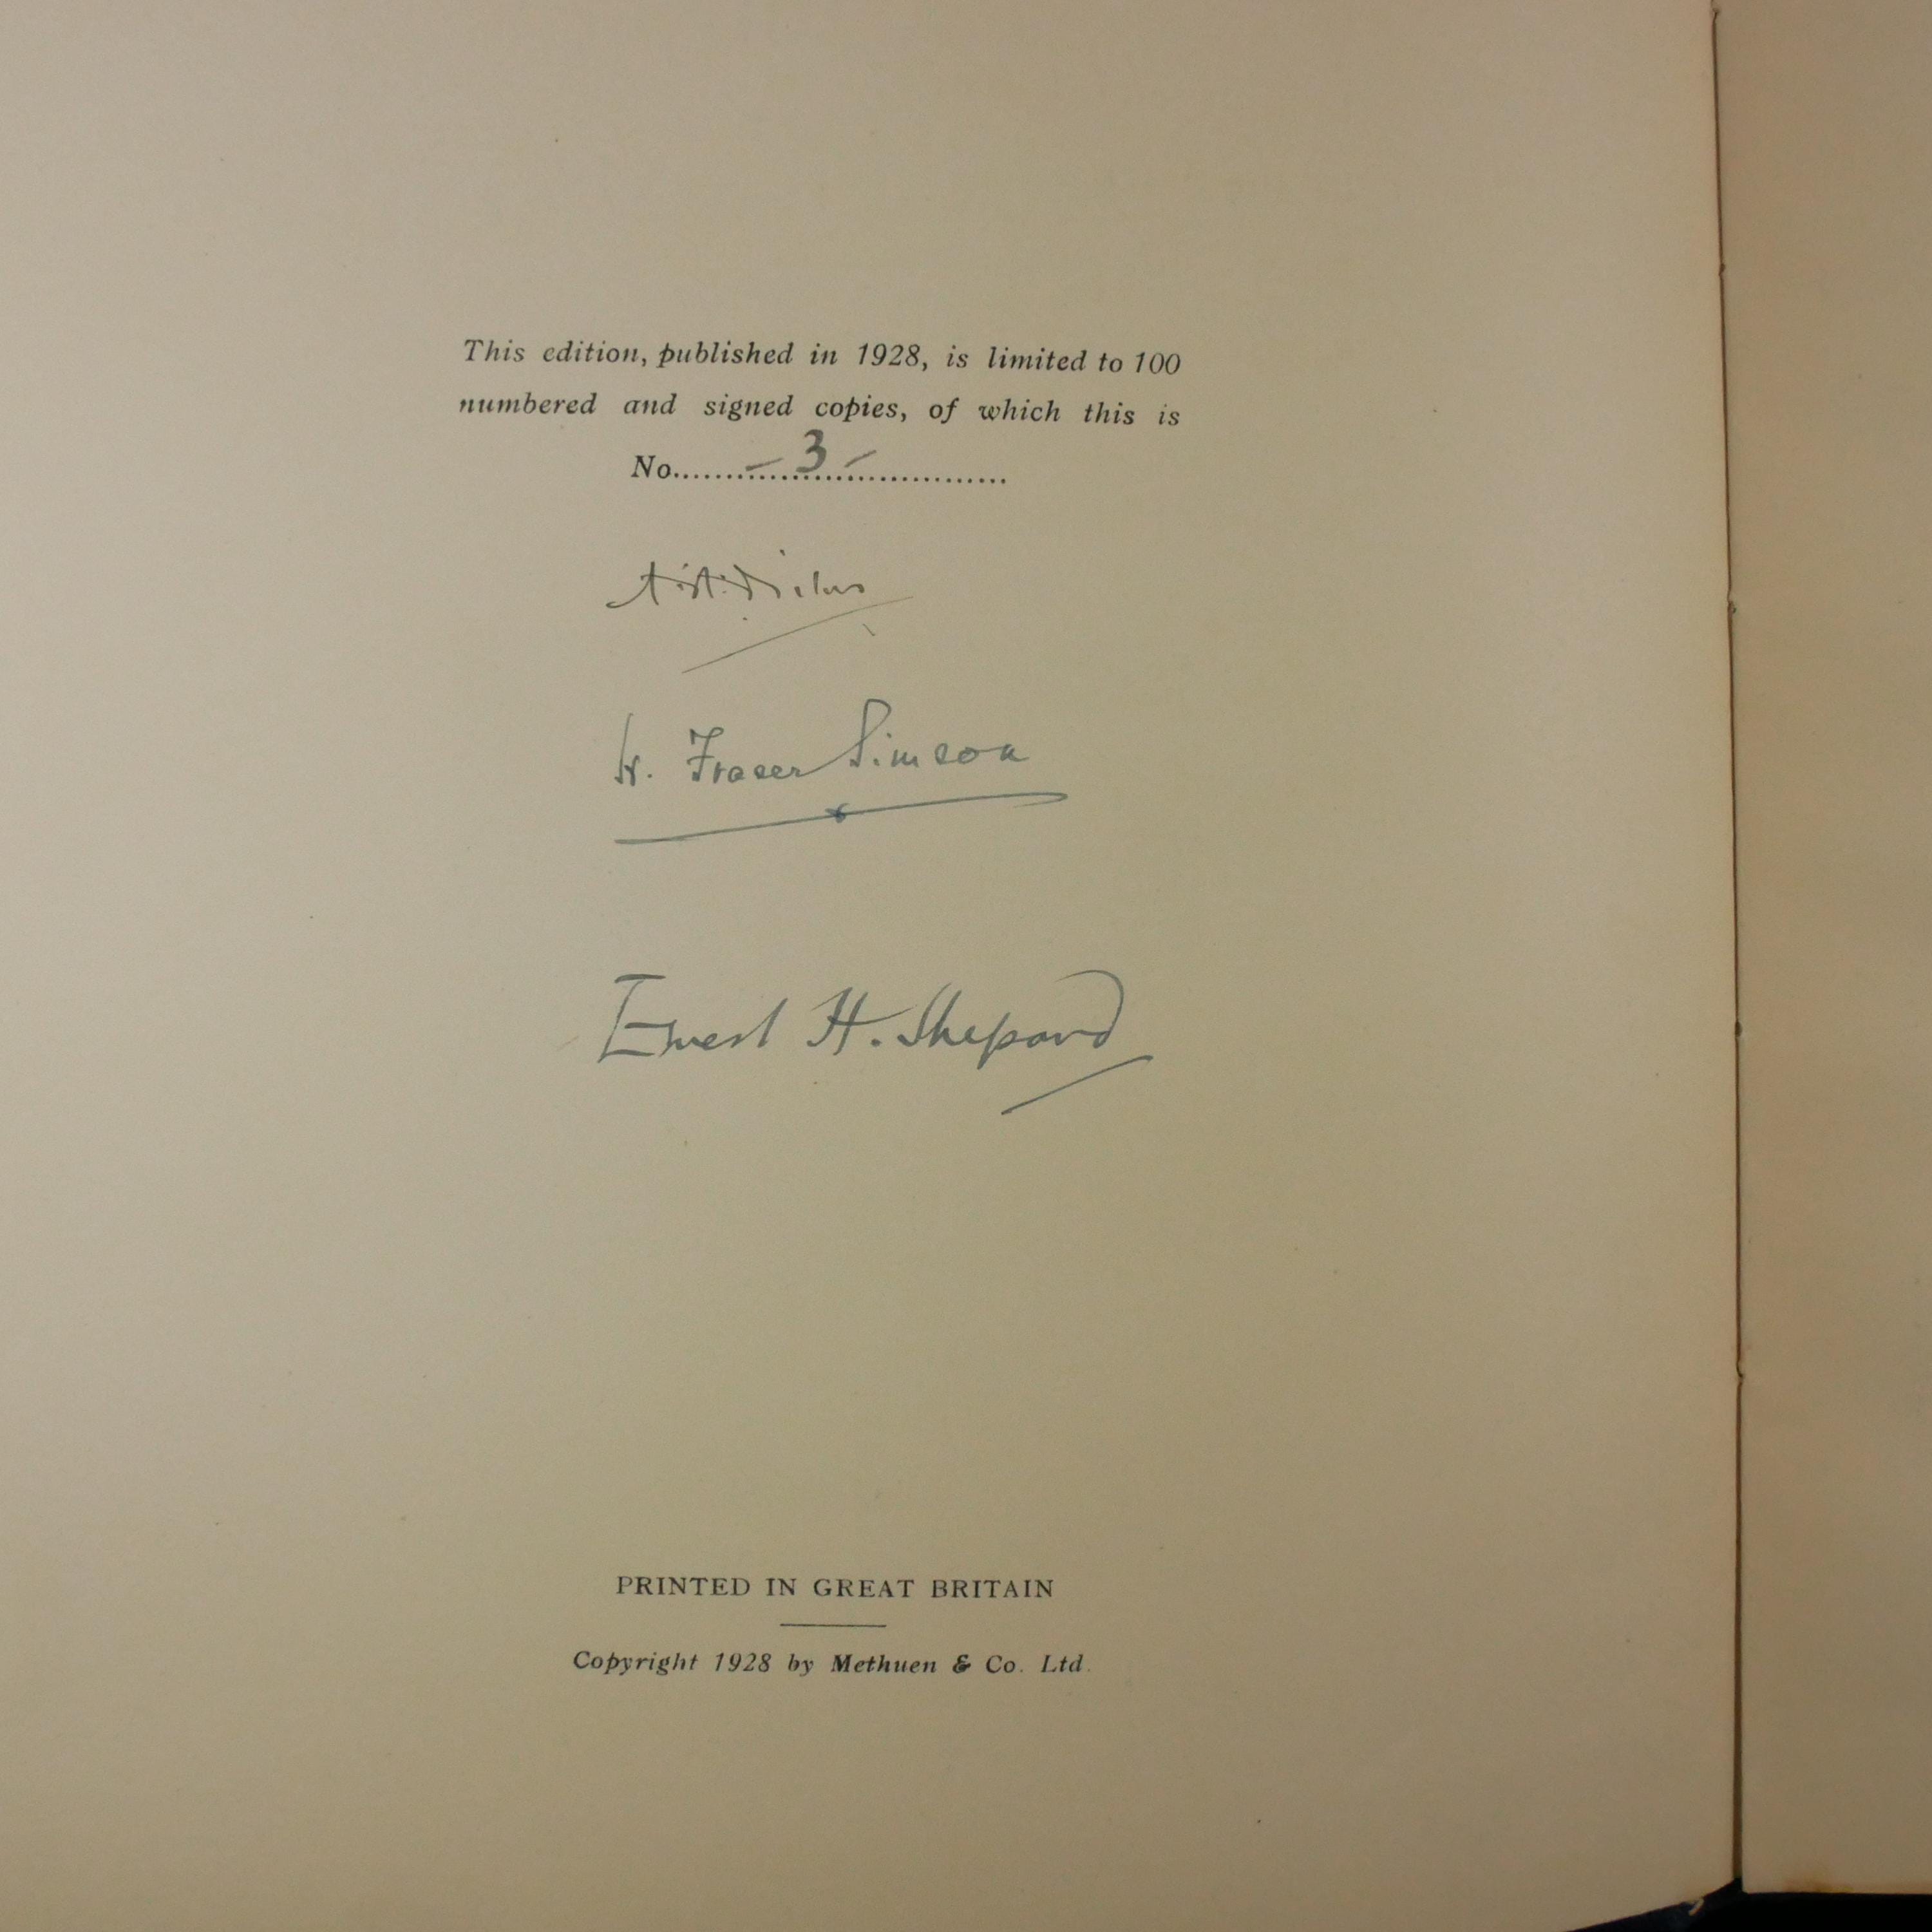 This edition, published in 1928, is limited to 100
numbered and signed copies, of which this is
No. – 3 –
H. Fraser Simson
Ernest H. Shepard
PRINTED IN GREAT BRITAIN
Copyright 1928 by Methuen & Co. Ltd.